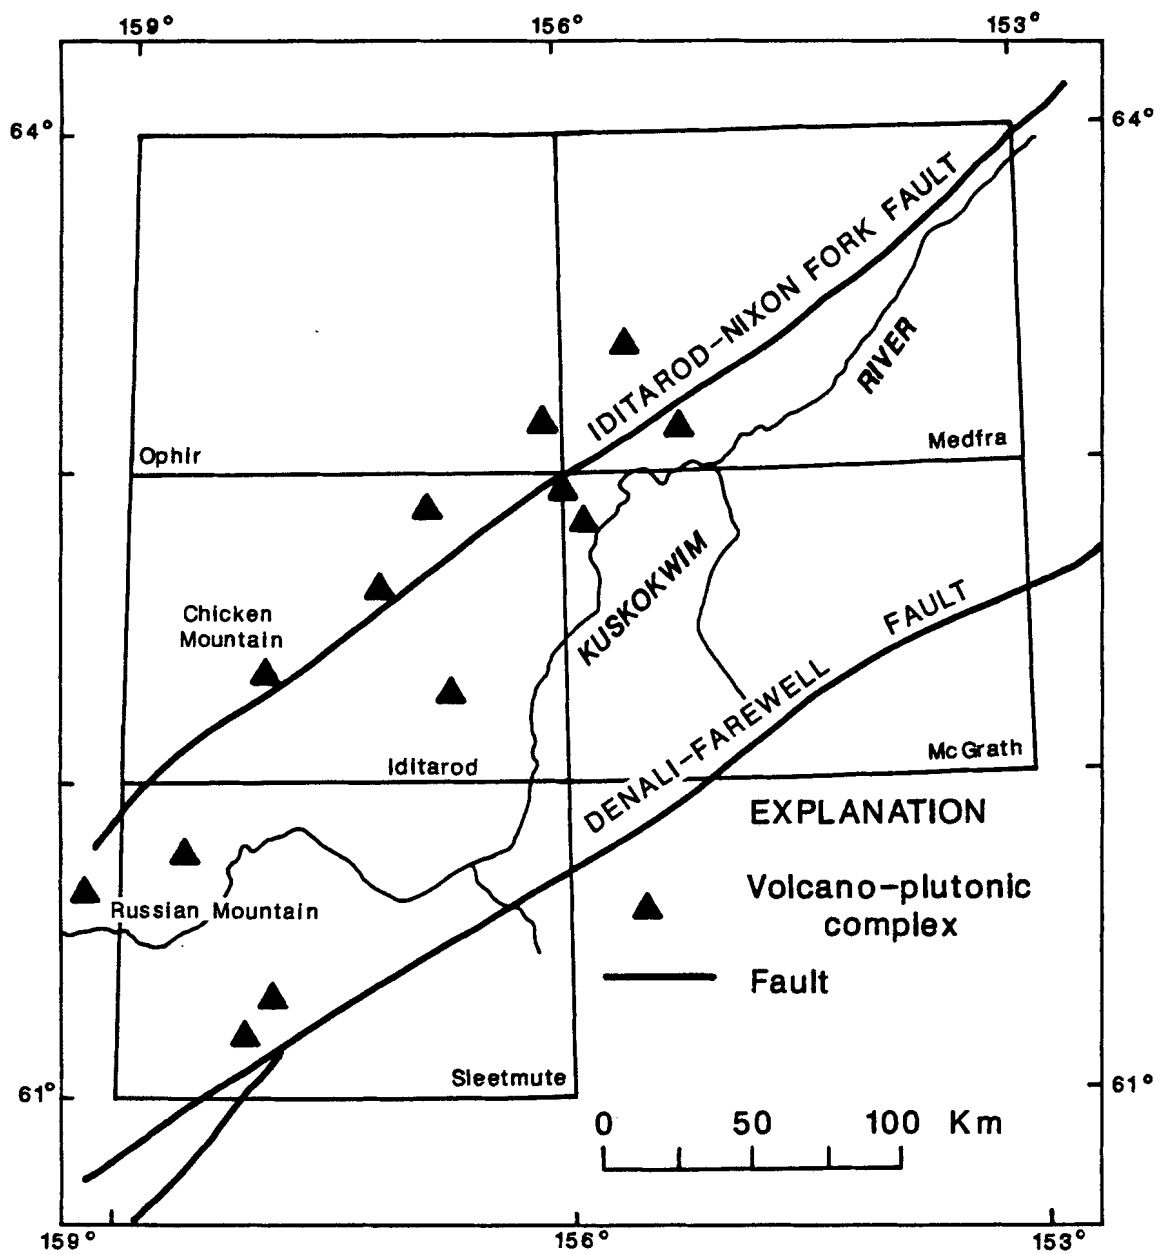 159°
156°
153°
64°
64°
IDITAROD-NIXON FORK FAULT
RIVER
Ophir
Medfra
KUSKOKWIM
Chicken
Mountain
FAULT
DENALI-FAREWELL
Iditarod
McGrath
EXPLANATION
Volcano-plutonic
complex
Russian Mountain
Fault
Sleetmute
61°
61°
0 50 100 Km
159°
156°
153°